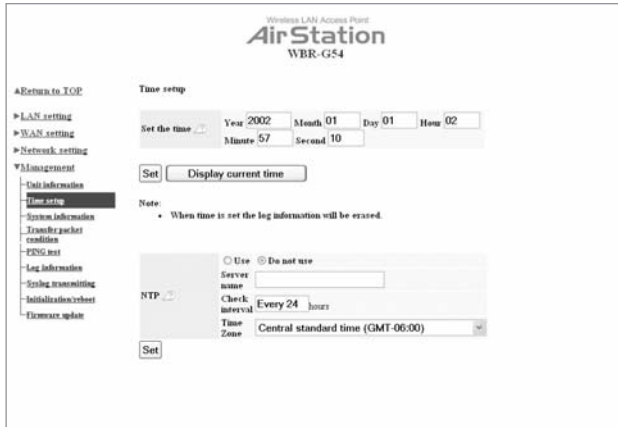 Wireless LAN Access Point
AirStation
WBR-G54
▲Return to TOP
▶LAN setting
▶WAN setting
▶Network setting
▼Management
Unit information
Time setup
System information
Transfer packet
condition
PING test
Log information
Syslog transmitting
Initialization/reboot
Firmware update
Time setup
Set the time
Year 2002 Month 01 Day 01 Hour 02
Minute 57 Second 10
Set Display current time
Note:
• When time is set the log information will be erased.
NTP
Use Do not use
Server
name
Check
interval Every 24 hours
Time
Zone Central standard time (GMT-06:00)
Set